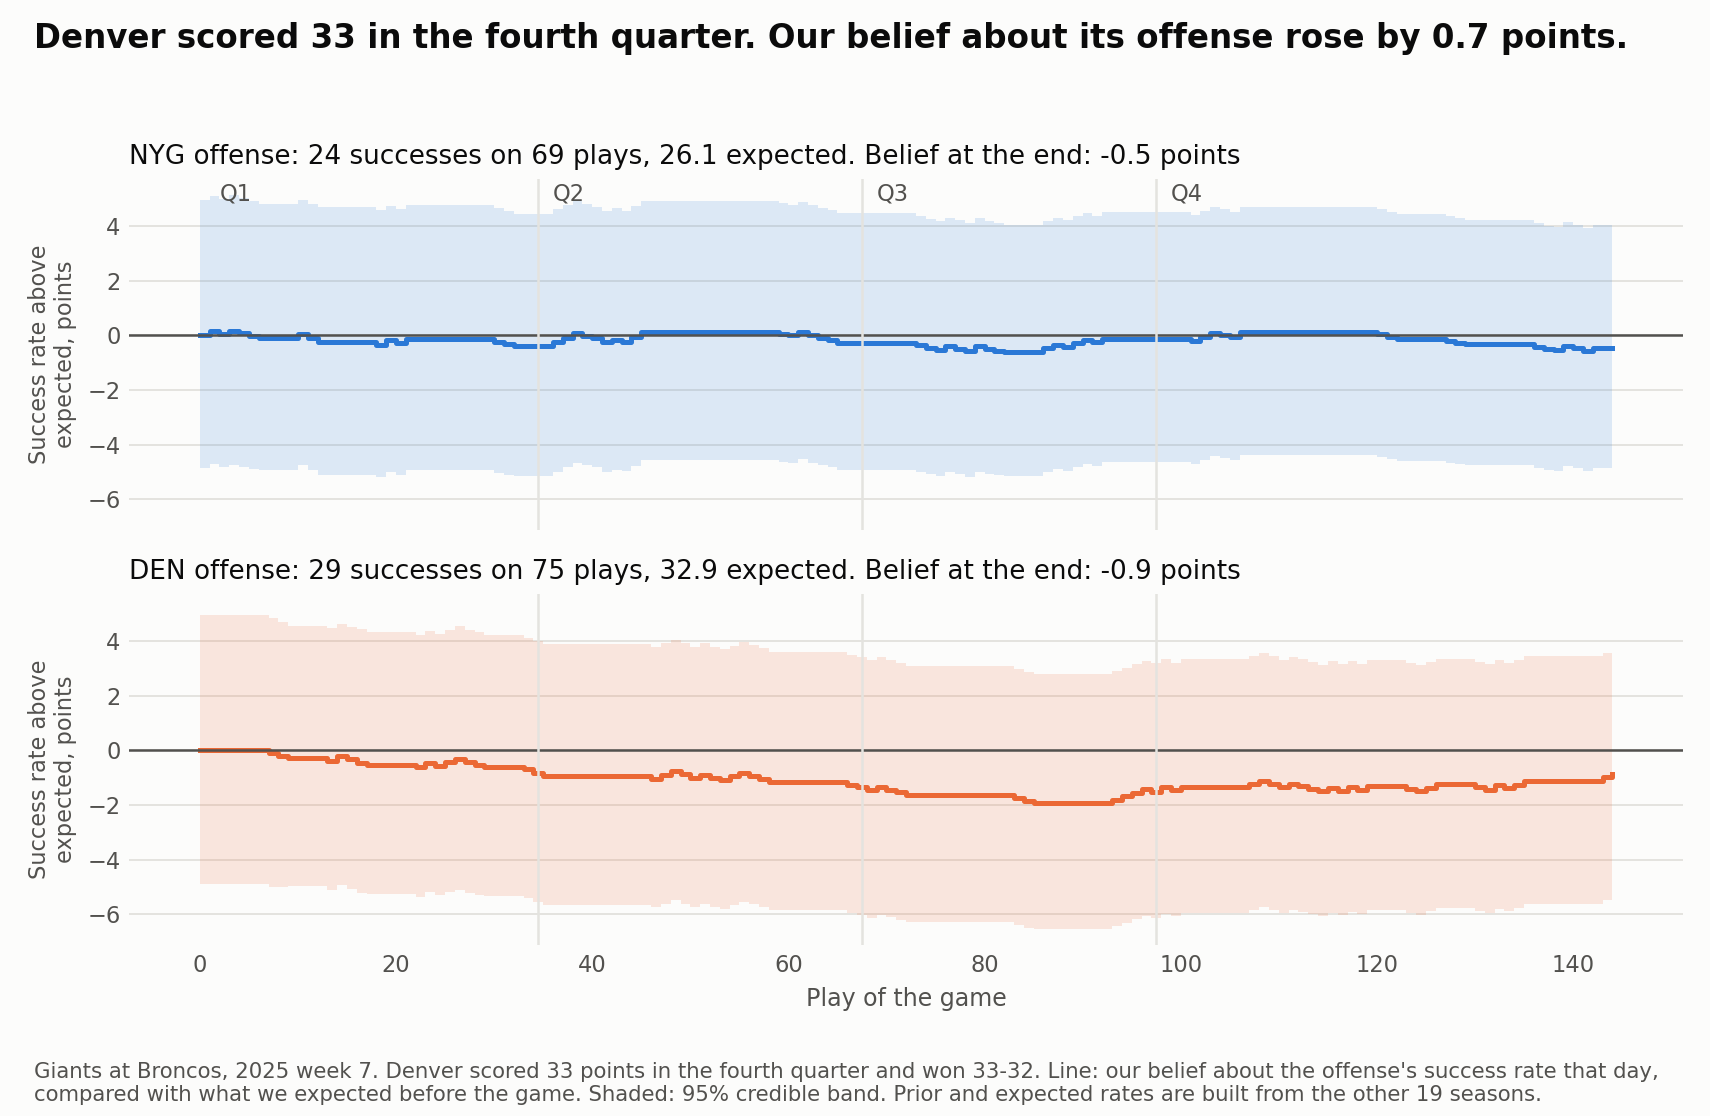 Denver scored 33 in the fourth quarter. Our belief about its offense rose by 0.7 points.
NYG offense: 24 successes on 69 plays, 26.1 expected. Belief at the end: -0.5 points
Q1 Q2 Q3 Q4
Success rate above
expected, points
4
2
0
−2
−4
−6
DEN offense: 29 successes on 75 plays, 32.9 expected. Belief at the end: -0.9 points
Success rate above
expected, points
4
2
0
−2
−4
−6
0 20 40 60 80 100 120 140
Play of the game
Giants at Broncos, 2025 week 7. Denver scored 33 points in the fourth quarter and won 33-32. Line: our belief about the offense's success rate that day,
compared with what we expected before the game. Shaded: 95% credible band. Prior and expected rates are built from the other 19 seasons.